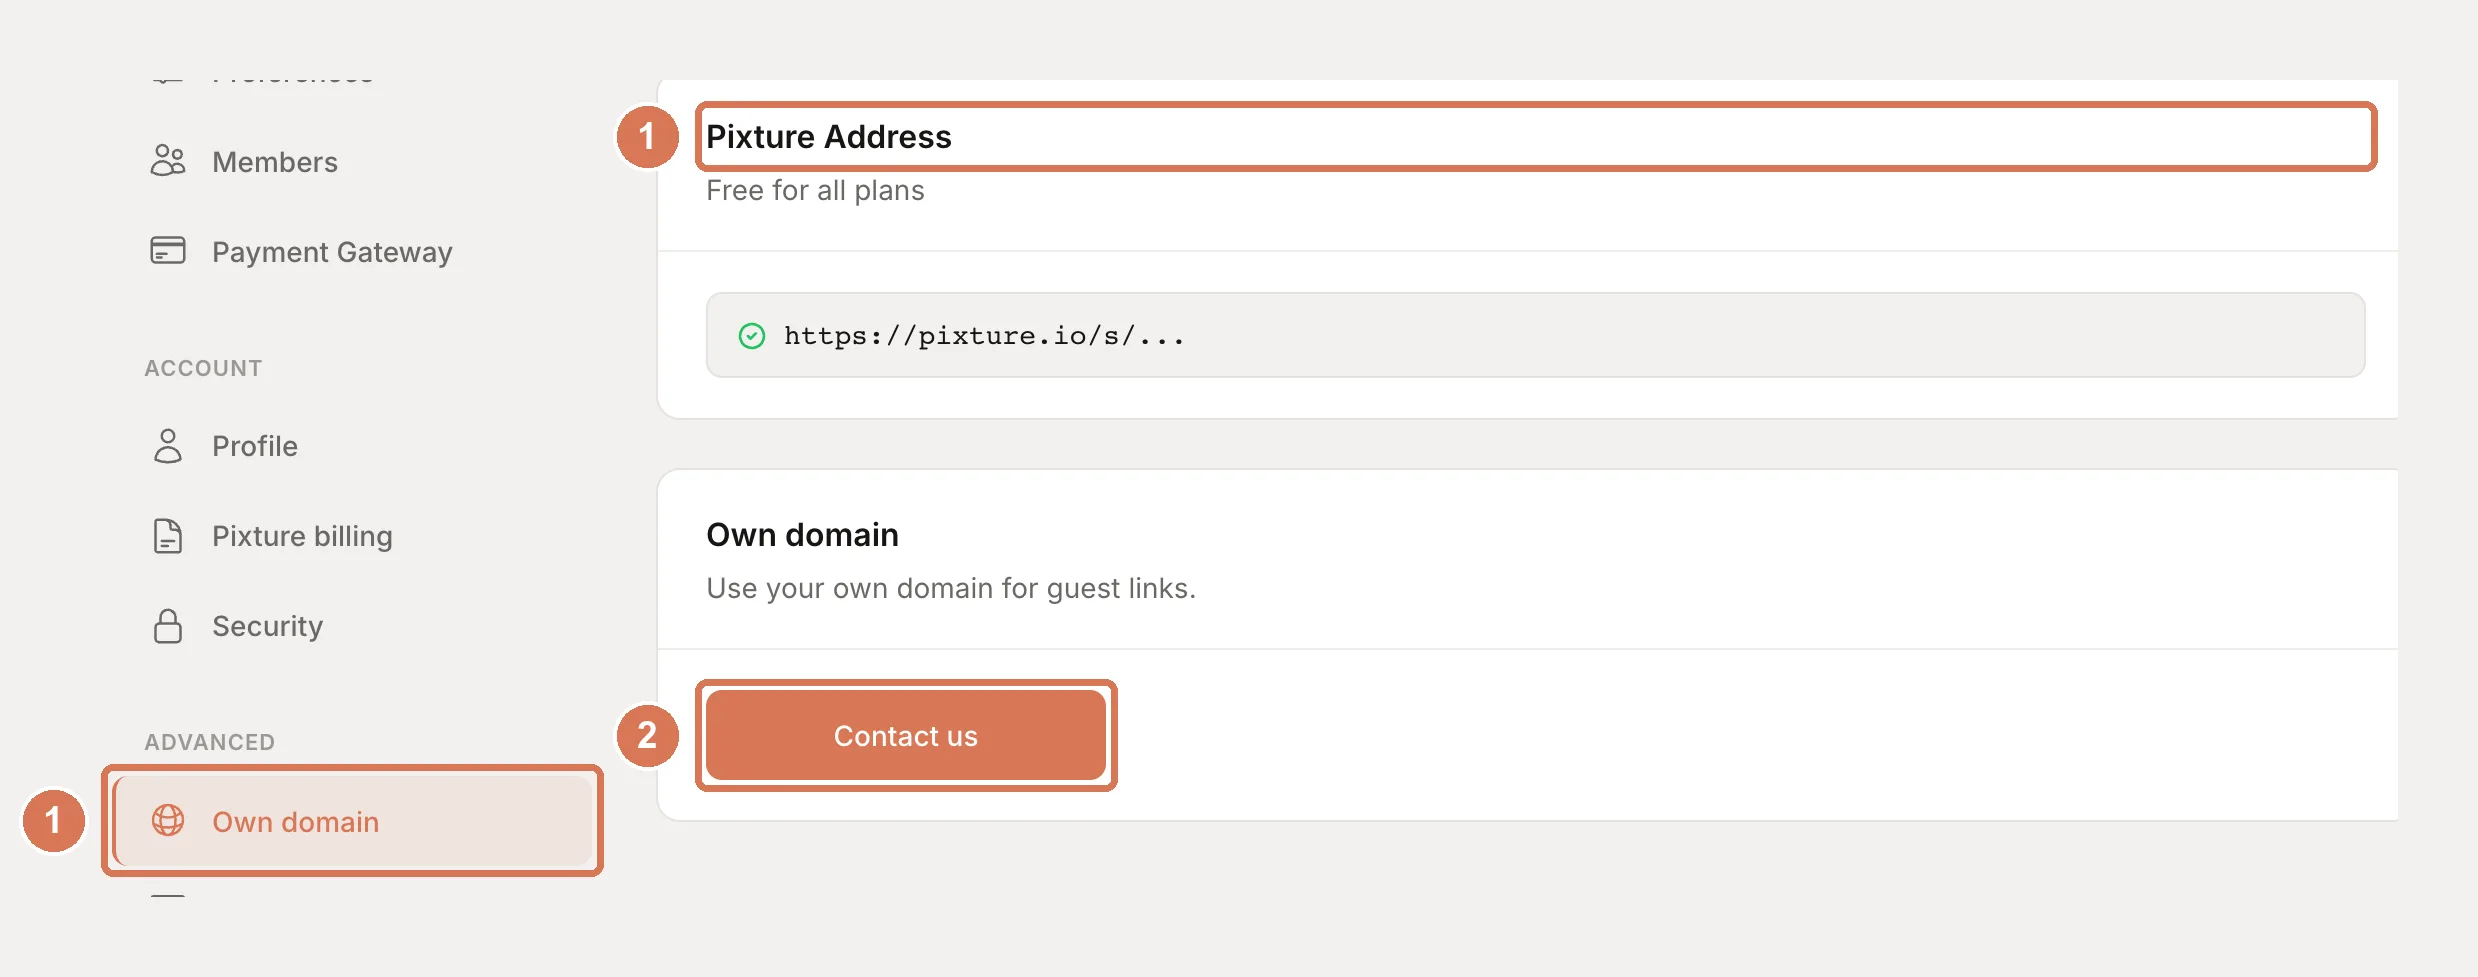 Members
Payment Gateway
ACCOUNT
Profile
Pixture billing
Security
ADVANCED
1
Own domain
1
Pixture Address
Free for all plans
https://pixture.io/s/...
Own domain
Use your own domain for guest links.
2
Contact us